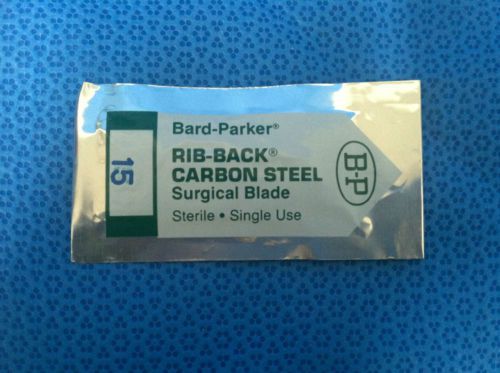 15
Bard-Parker®
RIB-BACK®
CARBON STEEL
Surgical Blade
Sterile • Single Use
B-P